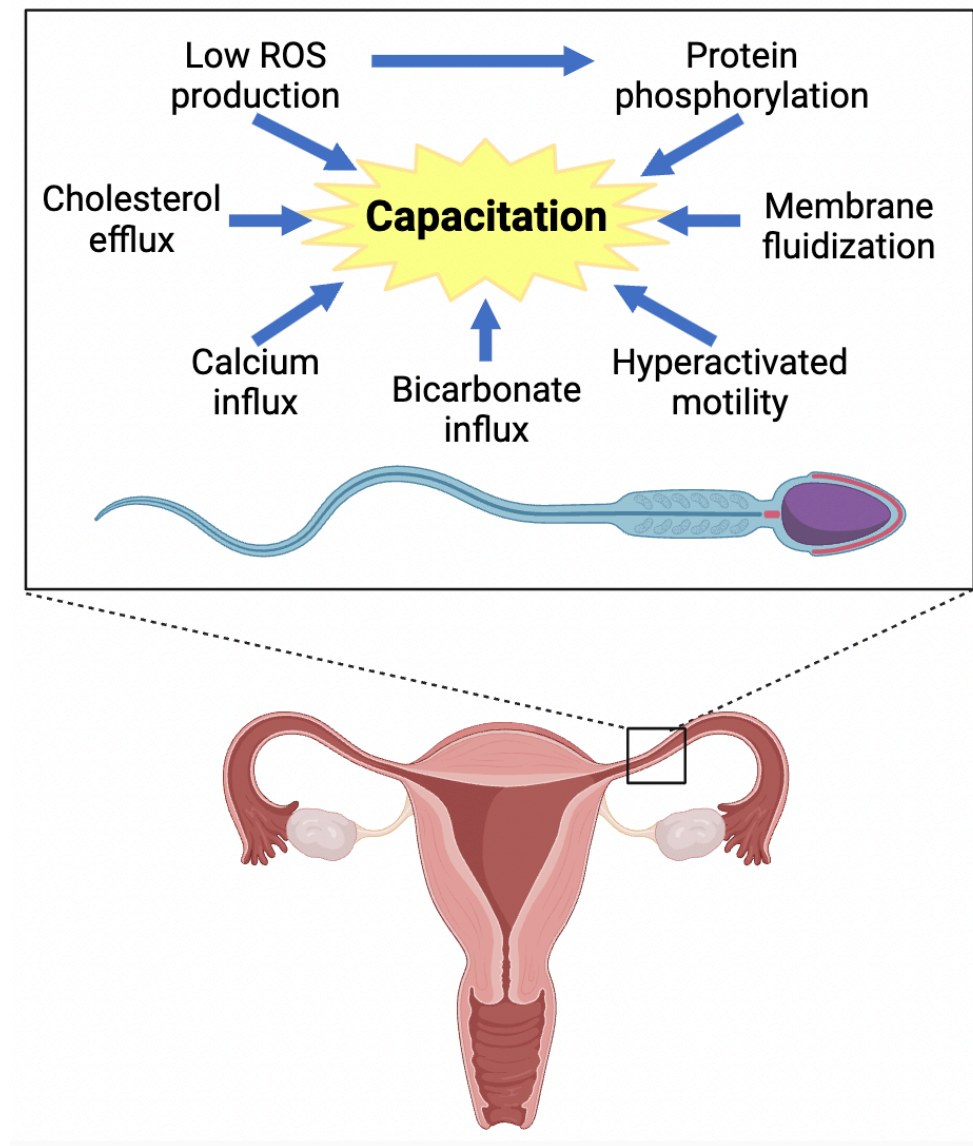 Low ROS
production
Protein
phosphorylation
Cholesterol
efflux
Capacitation
Membrane
fluidization
Calcium
influx
Bicarbonate
influx
Hyperactivated
motility